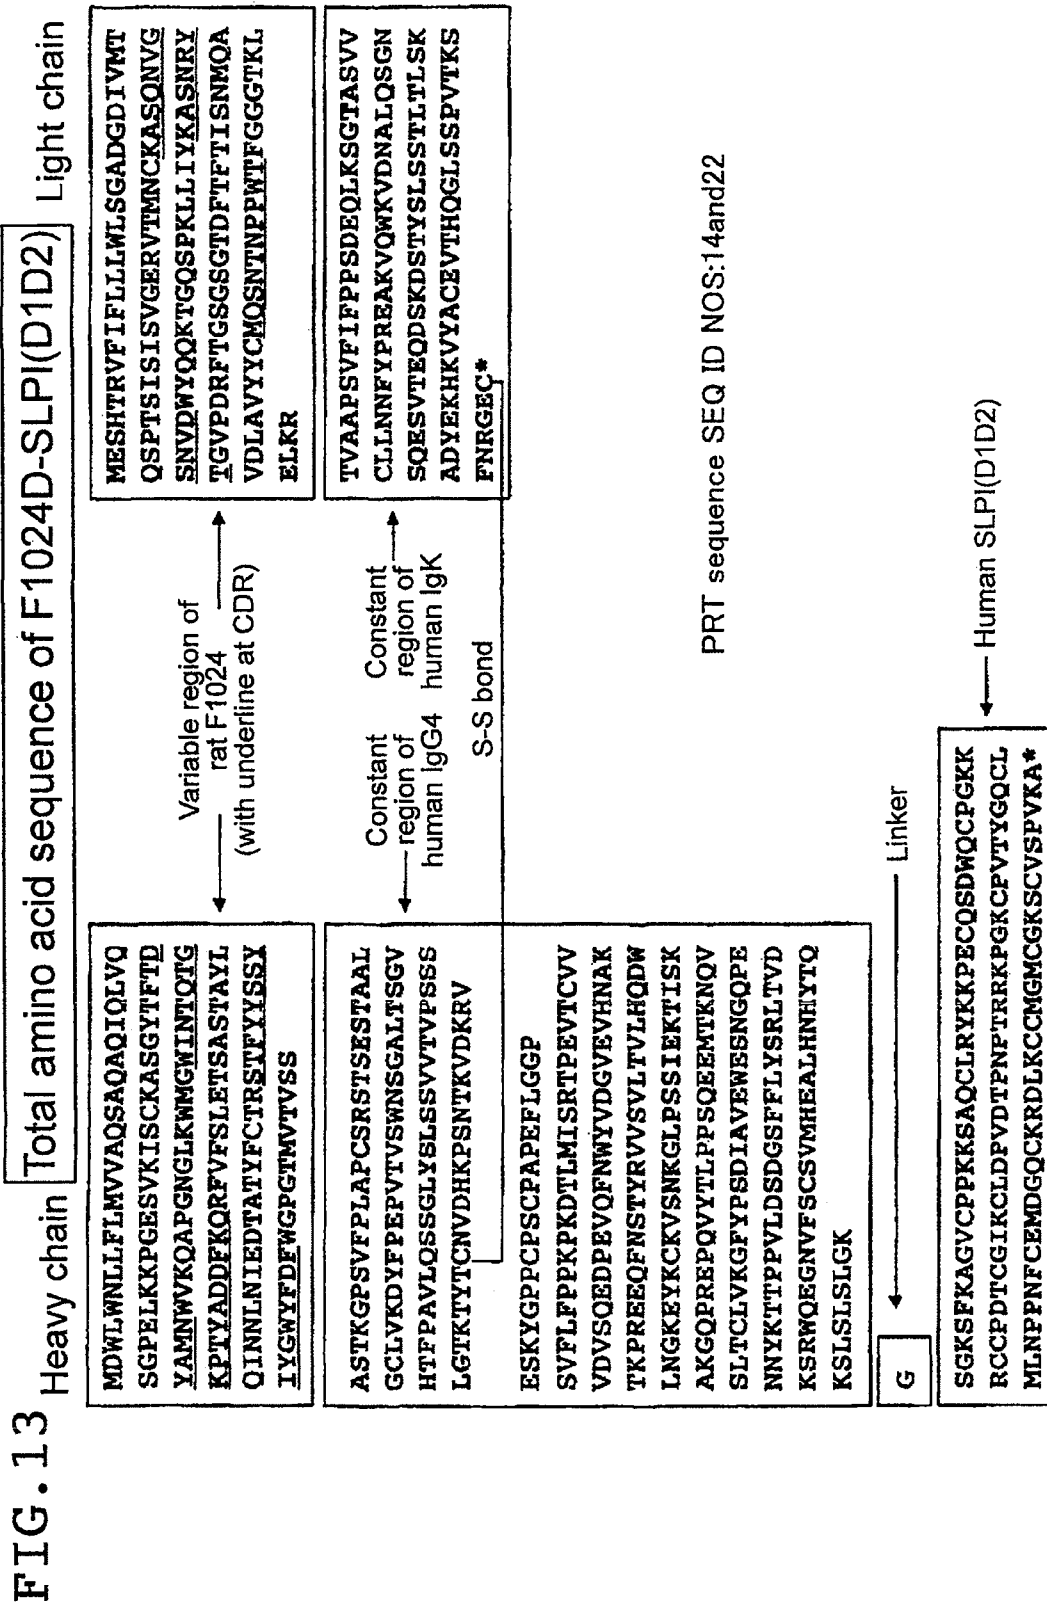 FIG.13
Total amino acid sequence of F1024D-SLPI(D1D2)
Heavy chain
Light chain
MDWLWNLLFLMVVAQSAQAQIQLVQ
SGPELKKPGESVKISCKASGYTFTD
YAMNWVKQAPGNGLKWMGWINTQTG
KPTYADDFKQRFVFSLETSASTAYL
QINNLNIEDTATYFCTRSTFYYSSY
IYGWYFDFWGPGTMVTVSS
Variable region of
rat F1024
(with underline at CDR)
MESHTRVFIFLLLWLSGADGDIVMT
QSPTSISISVGERVTMNCKASQNVG
SNVDWYQQKTGQSPKLLIYKASNRY
TGVPDRFTGSGSGTDFTFTISNMQA
VDLAVYYCMQSNTNPPWTFGGGTKL
ELKR
ASTKGPSVFPLAPCSRSTSESTAAL
GCLVKDYFPEPVTVSWNSGALTSGV
HTFPAVLQSSGLYSLSSVVTVPSSS
LGTKTYTCNVDHKPSNTKVDKRV
Constant
region of
human IgG4
Constant
region of
human IgK
TVAAPSVFIFPPSDEQLKSGTASVV
CLLNNFYPREAKVQWKVDNALQSGN
SQESVTEQDSKDSTYSLSSTLTLSK
ADYEKHKVYACEVTHQGLSSPVTKS
FNRGEC*
S-S bond
ESKYGPPCPSCPAPEFLGGP
SVFLFPPKPKDTLMISRTPEVTCVV
VDVSQEDPEVQFNWYVDGVEVHNAK
TKPREEQFNSTYRVVSVLTVLHQDW
LNGKEYKCKVSNKGLPSSIEKTISK
AKGQPREPQVYTLPPSQEEMTKNQV
SLTCLVKGFYPSDIAVEWESNGQPE
NNYKTTPPVLDSDGSFFLYSRLTVD
KSRWQEGNVFSCSVMHEALHNHYTQ
KSLSLSLGK
PRT sequence SEQ ID NOS:14and22
G
Linker
SGKSFKAGVCPPKKSAQCLRYKKPECQSDWQCPGKK
RCCPDTCGIKCLDPVDTPNPTRRKPGKCPVTYGQCL
MLNPPNFCEMDGQCKRDLKCCMGMCGKSCVSPVKA*
Human SLPI(D1D2)